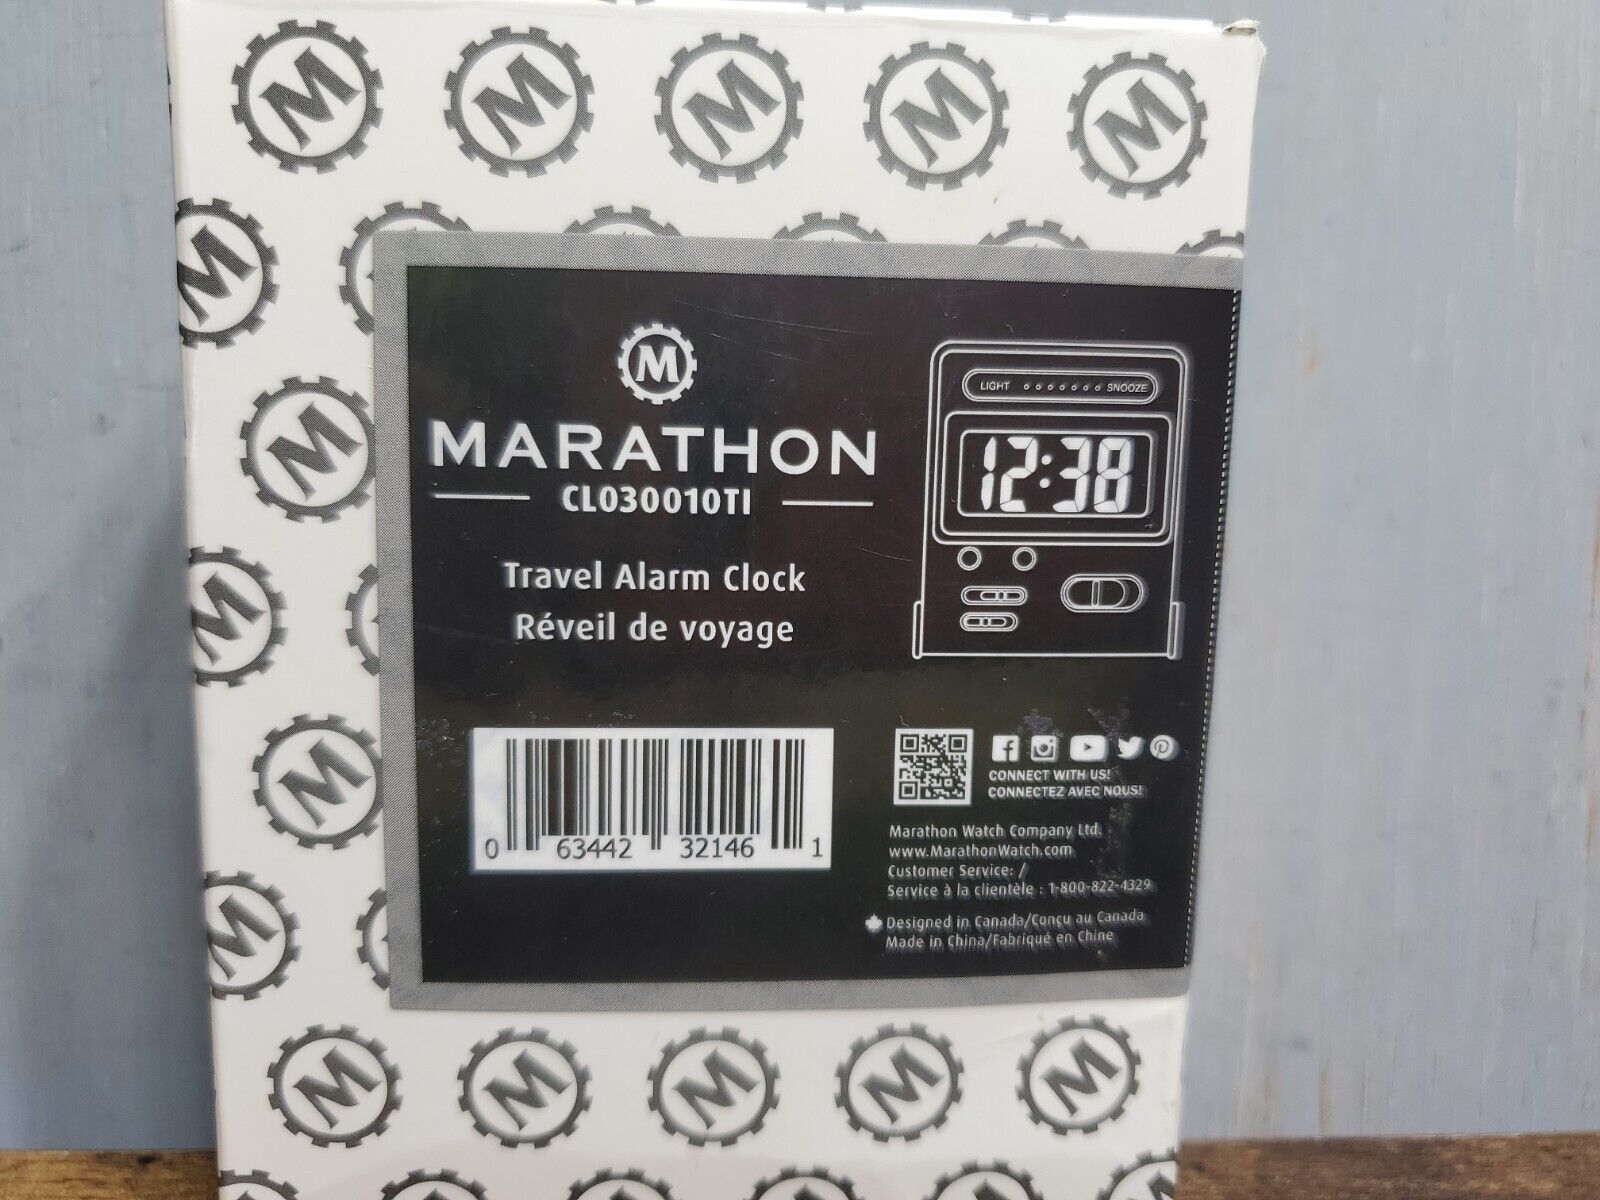 M
MARATHON
CL030010TI
Travel Alarm Clock
Réveil de voyage
LIGHT SNOOZE
12:38
0 63442 32146 1
CONNECT WITH US!
CONNECTEZ AVEC NOUS!
Marathon Watch Company Ltd.
www.MarathonWatch.com
Customer Service: /
Service à la clientèle : 1-800-822-4329
Designed in Canada/Conçu au Canada
Made in China/Fabriqué en Chine